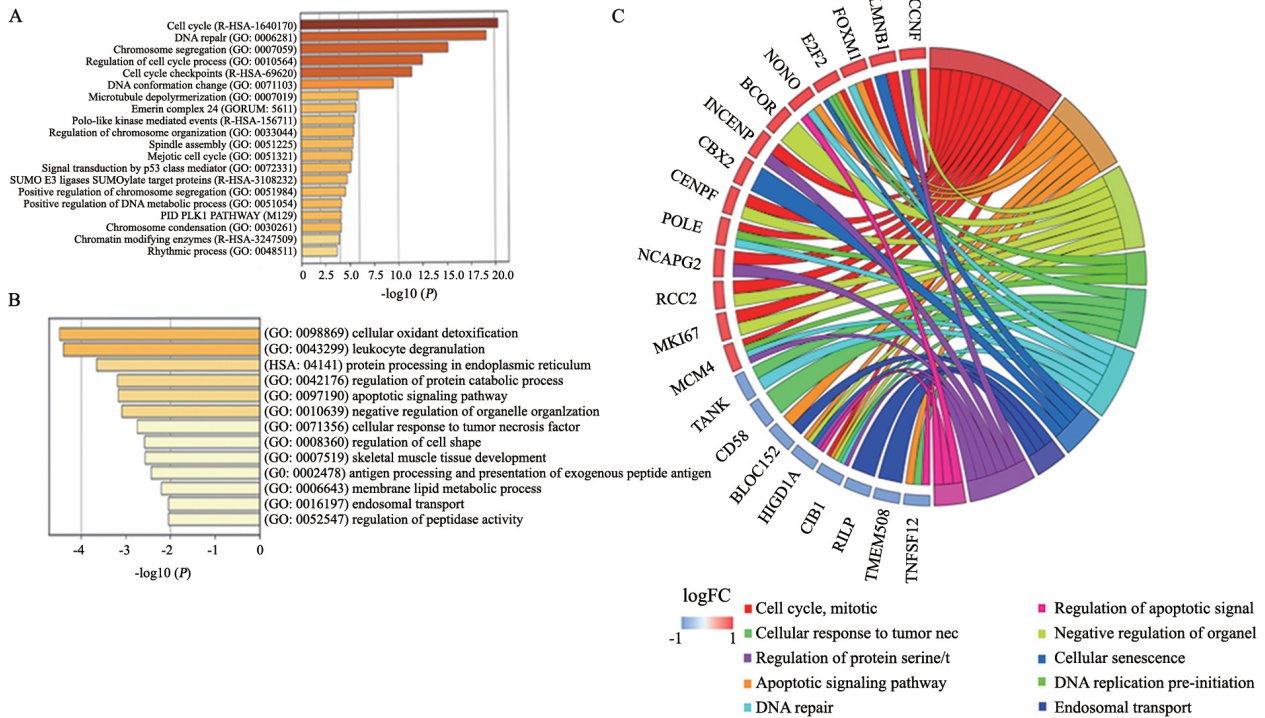 A
Cell cycle (R-HSA-1640170)
DNA repalr (GO: 0006281)
Chromosome segregation (GO: 0007059)
Regulation of cell cycle process (GO: 0010564)
Cell cycle checkpoints (R-HSA-69620)
DNA conformation change (GO: 0071103)
Microtubule depolyrmerization (GO: 0007019)
Emerin complex 24 (GORUM: 5611)
Polo-like kinase mediated events (R-HSA-156711)
Regulation of chromosome organization (GO: 0033044)
Spindle assembly (GO: 0051225)
Mejotic cell cycle (GO: 0051321)
Signal transduction by p53 class mediator (GO: 0072331)
SUMO E3 ligases SUMOylate target proteins (R-HSA-3108232)
Positive regulation of chromosome segregation (GO: 0051984)
Positive regulation of DNA metabolic process (GO: 0051054)
PID PLK1 PATHWAY (M129)
Chromosome condensation (GO: 0030261)
Chromatin modifying enzymes (R-HSA-3247509)
Rhythmic process (GO: 0048511)
0 2.5 5.0 7.5 10.0 12.5 15.0 17.5 20.0
-log10 (P)
B
(GO: 0098869) cellular oxidant detoxification
(GO: 0043299) leukocyte degranulation
(HSA: 04141) protein processing in endoplasmic reticulum
(GO: 0042176) regulation of protein catabolic process
(GO: 0097190) apoptotic signaling pathway
(GO: 0010639) negative regulation of organelle organlzation
(GO: 0071356) cellular response to tumor necrosis factor
(GO: 0008360) regulation of cell shape
(GO: 0007519) skeletal muscle tissue development
(G0: 0002478) antigen processing and presentation of exogenous peptide antigen
(GO: 0006643) membrane lipid metabolic process
(GO: 0016197) endosomal transport
(GO: 0052547) regulation of peptidase activity
-4 -3 -2 -1 0
-log10 (P)
C
CCNF
LMNB1
FOXM1
E2F2
NONO
BCOR
INCENP
CBX2
CENPF
POLE
NCAPG2
RCC2
MKI67
MCM4
TANK
CD58
BLOC152
HIGD1A
CIB1
RILP
TMEM508
TNFSF12
logFC
-1 1
Cell cycle, mitotic
Cellular response to tumor nec
Regulation of protein serine/t
Apoptotic signaling pathway
DNA repair
Regulation of apoptotic signal
Negative regulation of organel
Cellular senescence
DNA replication pre-initiation
Endosomal transport